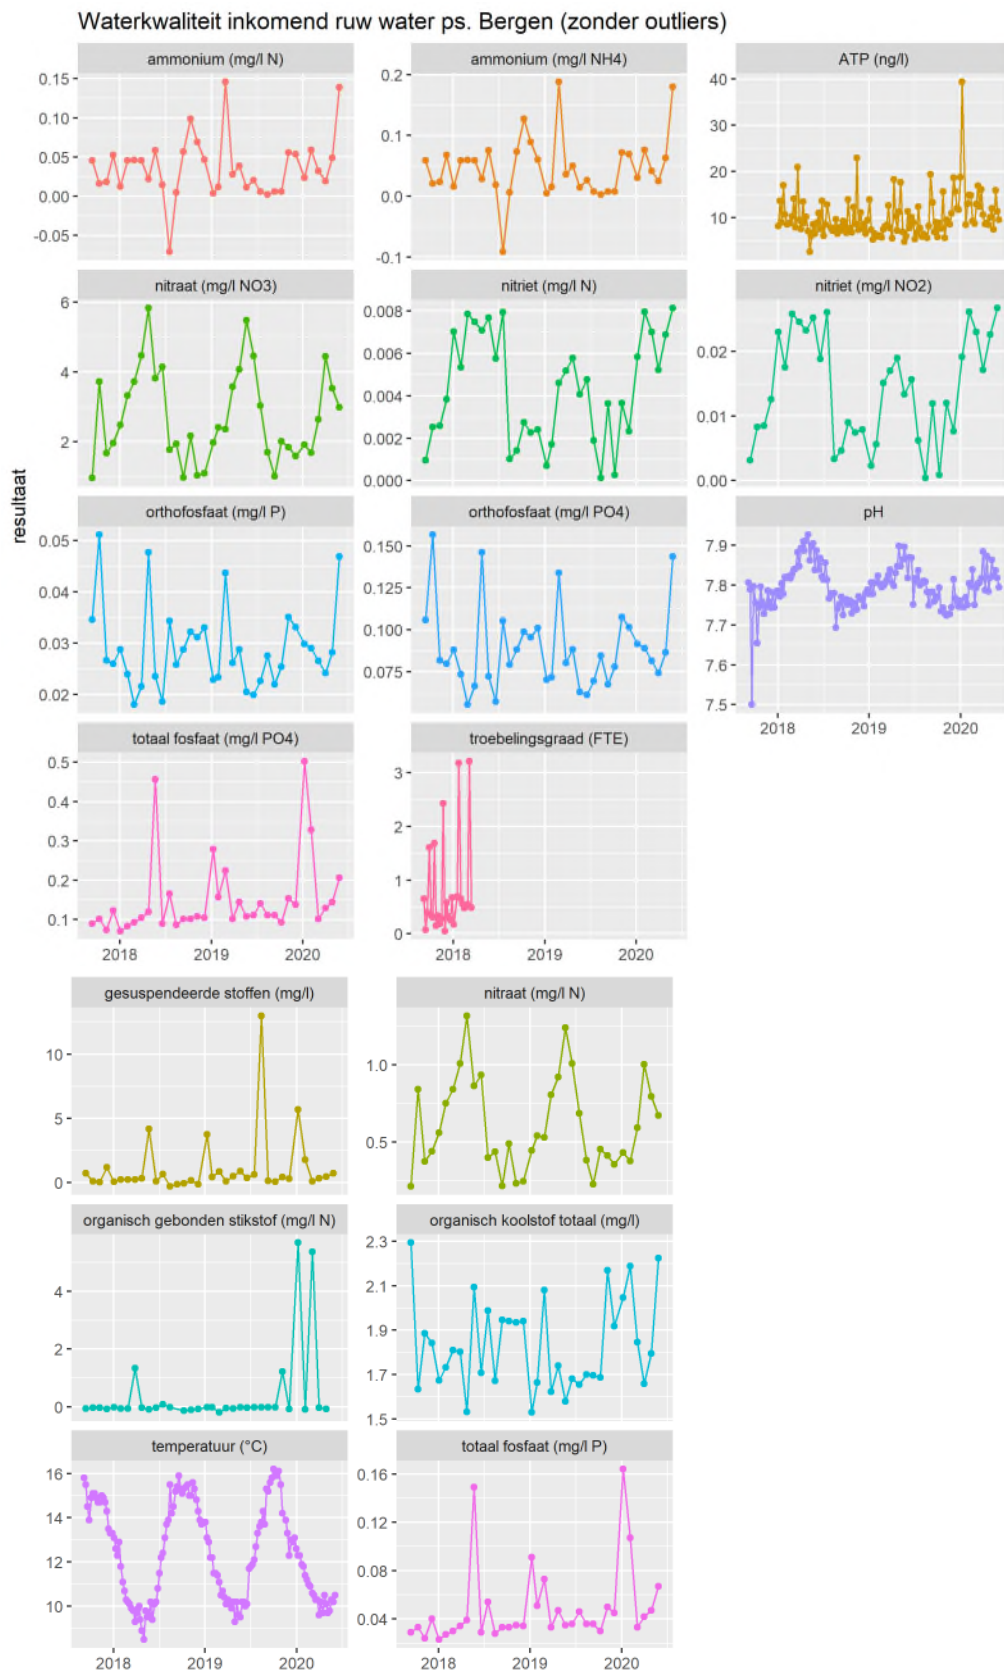 Waterkwaliteit inkomend ruw water ps. Bergen (zonder outliers)
ammonium (mg/l N)
ammonium (mg/l NH4)
ATP (ng/l)
0.15
0.10
0.05
0.00
-0.05
0.2
0.1
0.0
-0.1
40
30
20
10
nitraat (mg/l NO3)
nitriet (mg/l N)
nitriet (mg/l NO2)
6
4
2
0.008
0.006
0.004
0.002
0.000
0.02
0.01
0.00
resultaat
orthofosfaat (mg/l P)
orthofosfaat (mg/l PO4)
pH
0.05
0.04
0.03
0.02
0.150
0.125
0.100
0.075
7.9
7.8
7.7
7.6
7.5
2018 2019 2020
totaal fosfaat (mg/l PO4)
troebelingsgraad (FTE)
0.5
0.4
0.3
0.2
0.1
3
2
1
0
2018 2019 2020
2018 2019 2020
gesuspendeerde stoffen (mg/l)
nitraat (mg/l N)
10
5
0
1.0
0.5
organisch gebonden stikstof (mg/l N)
organisch koolstof totaal (mg/l)
4
2
0
2.3
2.1
1.9
1.7
1.5
temperatuur (°C)
totaal fosfaat (mg/l P)
16
14
12
10
0.16
0.12
0.08
0.04
2018 2019 2020
2018 2019 2020